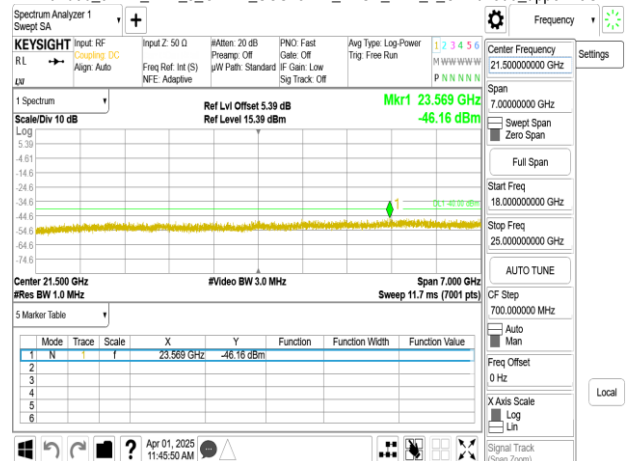 Spectrum Analyzer 1
Swept SA
+
Frequency
KEYSIGHT
RL
Input: RF
Coupling: DC
Align: Auto
Input Z: 50 Ω
Freq Ref: Int (S)
NFE: Adaptive
#Atten: 20 dB
Preamp: Off
µW Path: Standard
PNO: Fast
Gate: Off
IF Gain: Low
Sig Track: Off
Avg Type: Log-Power
Trig: Free Run
1 2 3 4 5 6
M W W W W W
P N N N N N
1 Spectrum
Scale/Div 10 dB
Ref Lvl Offset 5.39 dB
Ref Level 15.39 dBm
Mkr1 23.569 GHz
-46.16 dBm
Log
5.39
-4.61
-14.6
-24.6
-34.6
-44.6
-54.6
-64.6
-74.6
1
Center 21.500 GHz
#Res BW 1.0 MHz
#Video BW 3.0 MHz
Span 7.000 GHz
Sweep 11.7 ms (7001 pts)
5 Marker Table
Mode Trace Scale X Y Function Function Width Function Value
1 N 1 f 23.569 GHz -46.16 dBm
2
3
4
5
6
?
Apr 01, 2025
11:45:50 AM
Center Frequency
21.500000000 GHz
Span
7.00000000 GHz
Swept Span
Zero Span
Full Span
Start Freq
18.000000000 GHz
Stop Freq
25.000000000 GHz
AUTO TUNE
CF Step
700.000000 MHz
Auto
Man
Freq Offset
0 Hz
X Axis Scale
Log
Lin
Signal Track
(Span Zoom)
Settings
Local